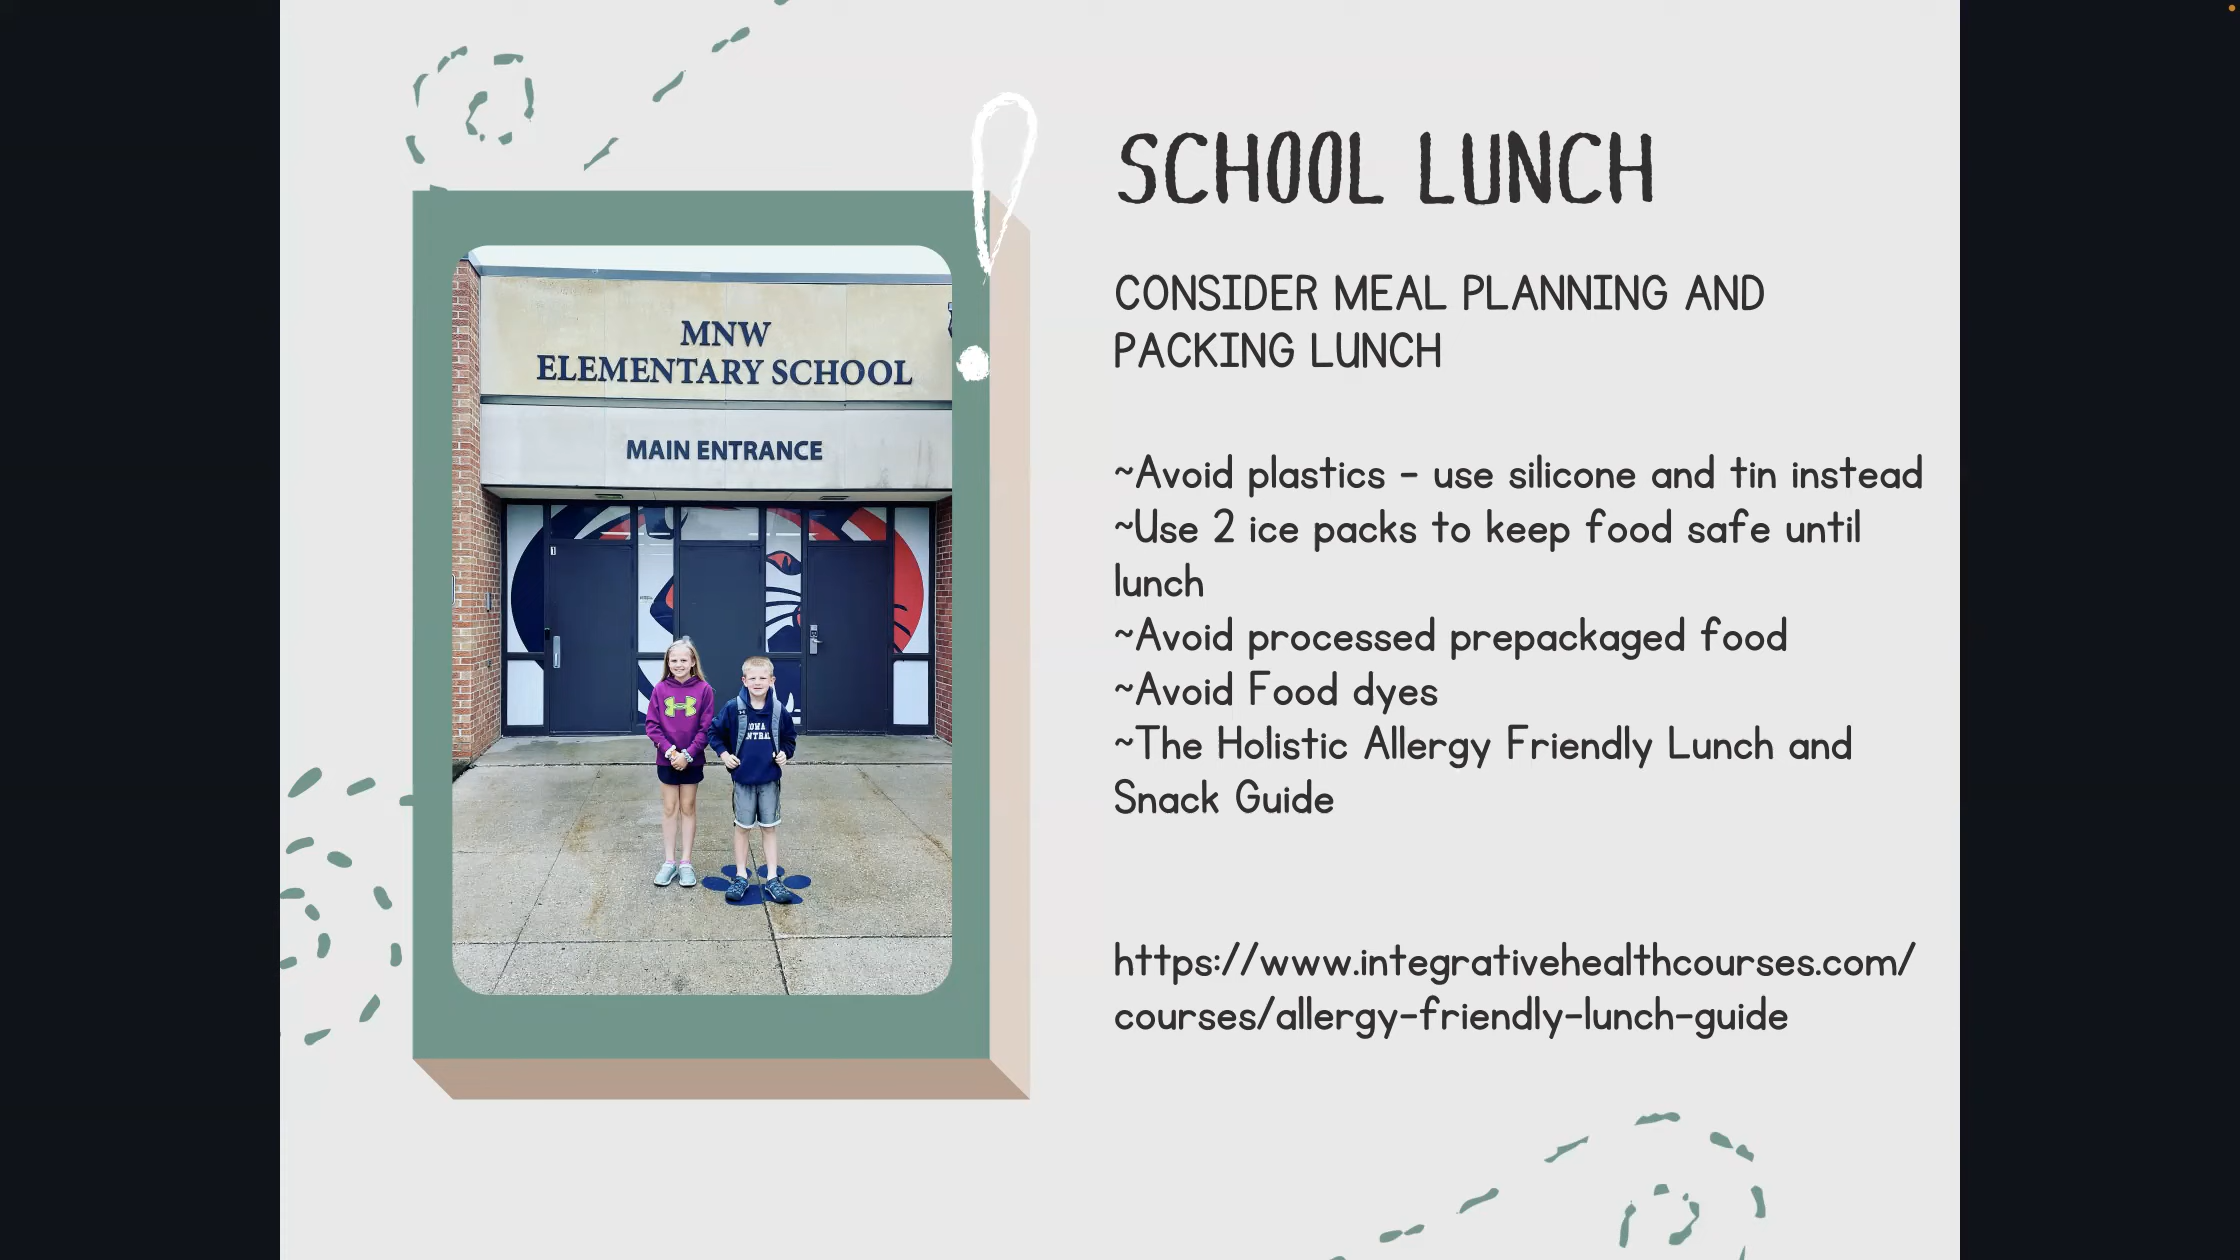 MNW
ELEMENTARY SCHOOL
MAIN ENTRANCE
1
SCHOOL LUNCH
CONSIDER MEAL PLANNING AND
PACKING LUNCH
~Avoid plastics - use silicone and tin instead
~Use 2 ice packs to keep food safe until
lunch
~Avoid processed prepackaged food
~Avoid Food dyes
~The Holistic Allergy Friendly Lunch and
Snack Guide
https://www.integrativehealthcourses.com/
courses/allergy-friendly-lunch-guide